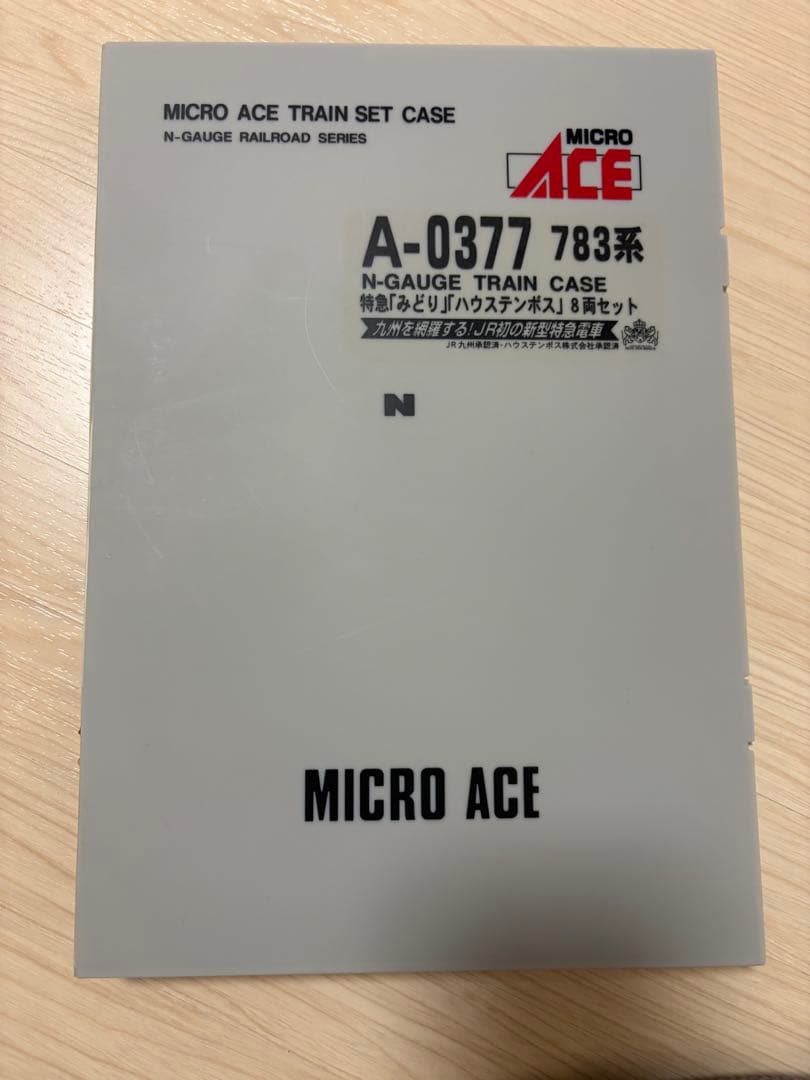 MICRO ACE TRAIN SET CASE
N-GAUGE RAILROAD SERIES
MICRO
ACE
A-0377 783系
N-GAUGE TRAIN CASE
特急「みどり」「ハウステンボス」8両セット
九州を網羅する!JR初の新型特急電車
JR九州承認済・ハウステンボス株式会社承認済
N
MICRO ACE